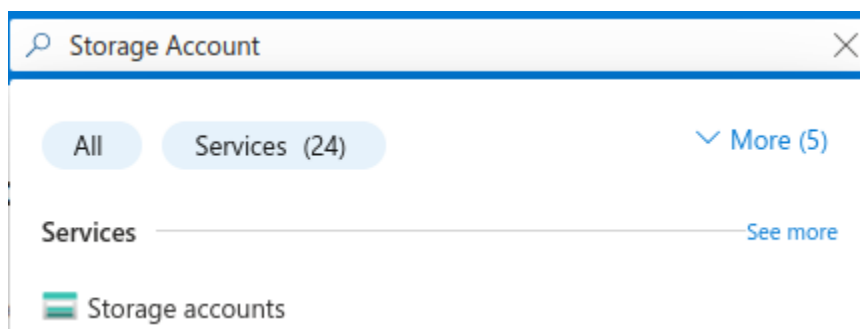 Storage Account
All Services (24) More (5)
Services See more
Storage accounts